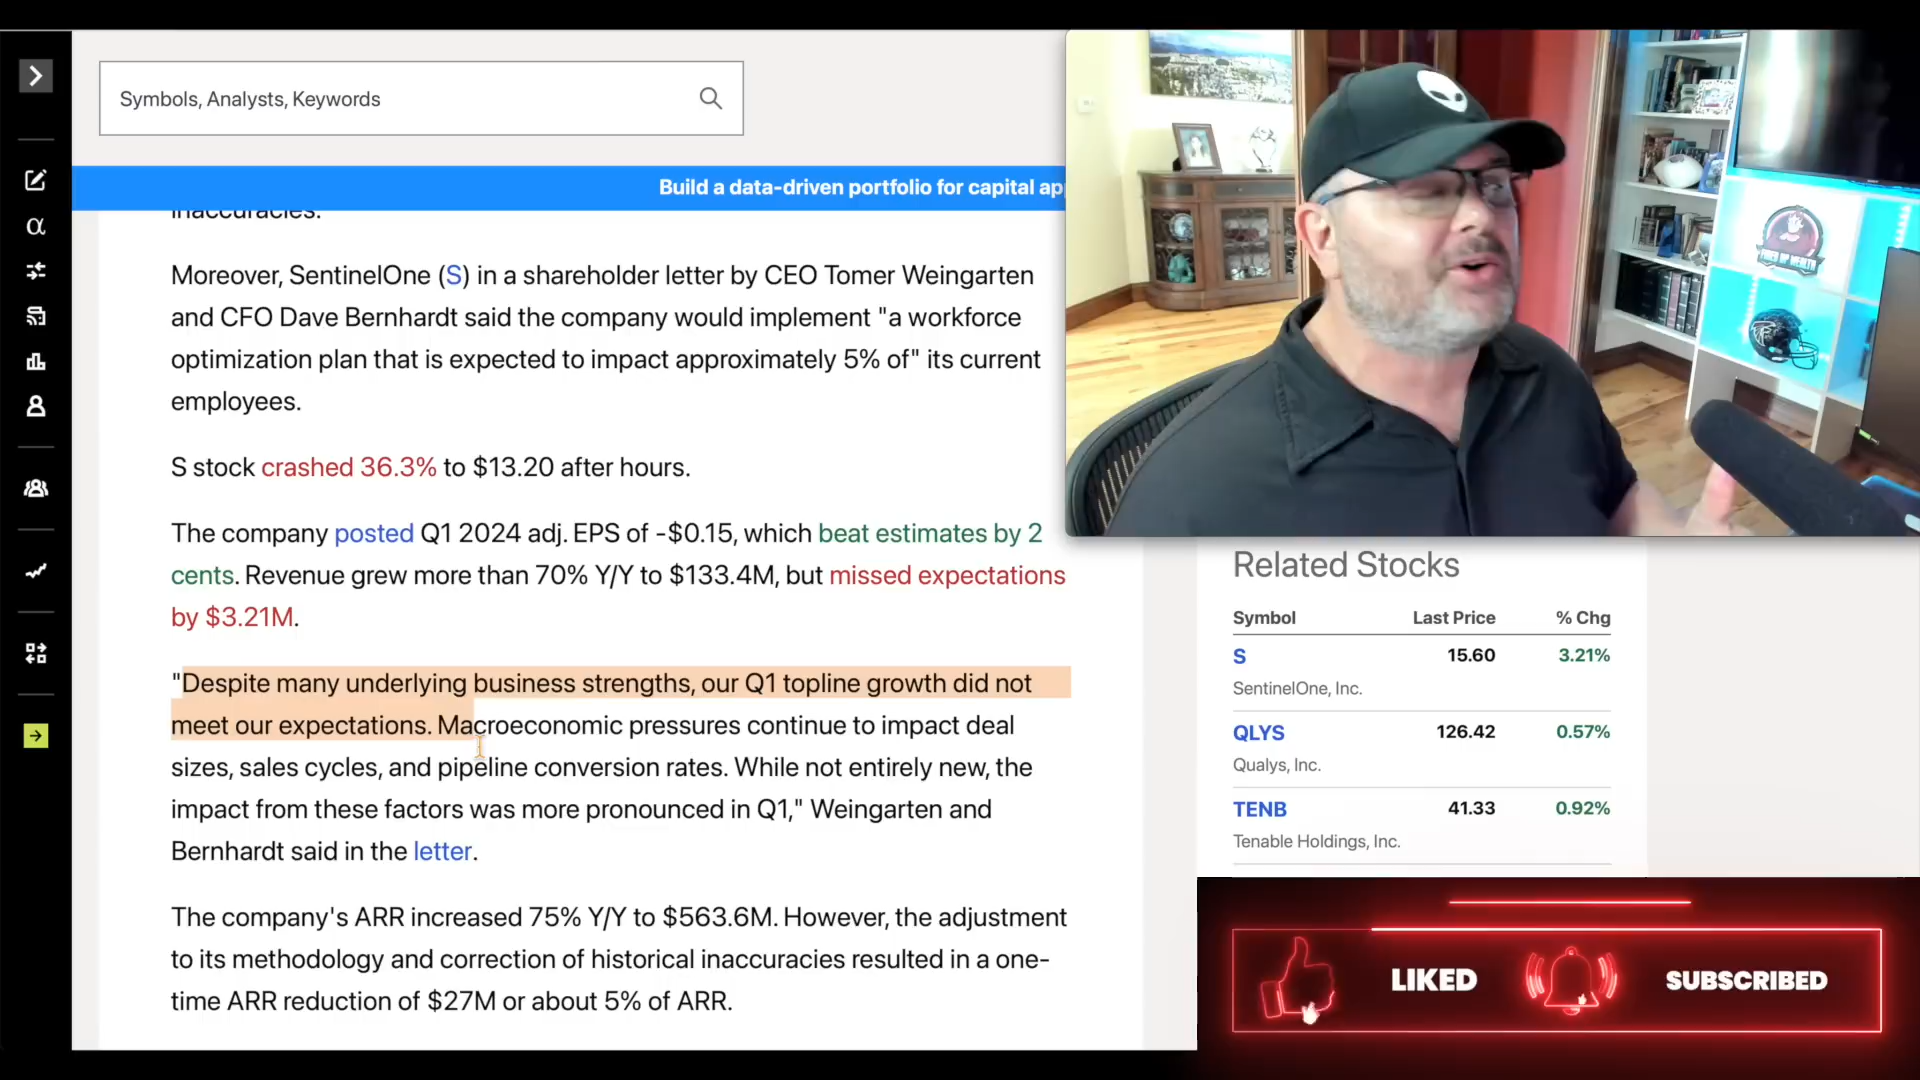 Symbols, Analysts, Keywords
Build a data-driven portfolio for capital ap
inaccuracies.
Moreover, SentinelOne (S) in a shareholder letter by CEO Tomer Weingarten
and CFO Dave Bernhardt said the company would implement "a workforce
optimization plan that is expected to impact approximately 5% of" its current
employees.
S stock crashed 36.3% to $13.20 after hours.
The company posted Q1 2024 adj. EPS of -$0.15, which beat estimates by 2
cents. Revenue grew more than 70% Y/Y to $133.4M, but missed expectations
by $3.21M.
"Despite many underlying business strengths, our Q1 topline growth did not
meet our expectations. Macroeconomic pressures continue to impact deal
sizes, sales cycles, and pipeline conversion rates. While not entirely new, the
impact from these factors was more pronounced in Q1," Weingarten and
Bernhardt said in the letter.
The company's ARR increased 75% Y/Y to $563.6M. However, the adjustment
to its methodology and correction of historical inaccuracies resulted in a one-
time ARR reduction of $27M or about 5% of ARR.
Related Stocks
Symbol Last Price % Chg
S 15.60 3.21%
SentinelOne, Inc.
QLYS 126.42 0.57%
Qualys, Inc.
TENB 41.33 0.92%
Tenable Holdings, Inc.
LIKED SUBSCRIBED